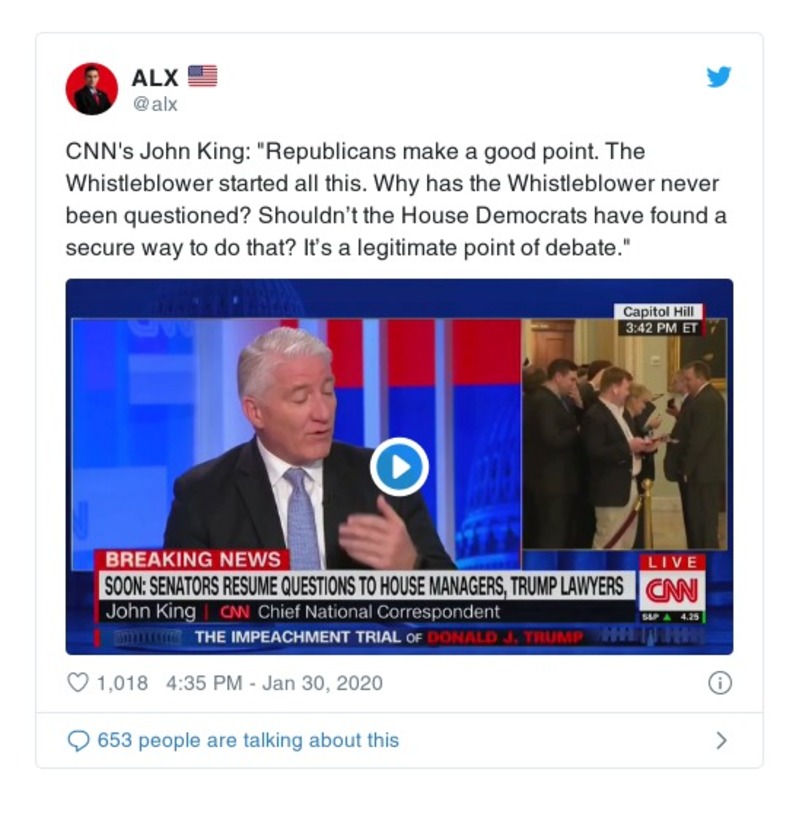 ALX
@alx
CNN's John King: "Republicans make a good point. The
Whistleblower started all this. Why has the Whistleblower never
been questioned? Shouldn’t the House Democrats have found a
secure way to do that? It’s a legitimate point of debate."
Capitol Hill
3:42 PM ET
BREAKING NEWS
SOON: SENATORS RESUME QUESTIONS TO HOUSE MANAGERS, TRUMP LAWYERS
John King | CNN Chief National Correspondent
LIVE
CNN
S&P ▲ 4.25
THE IMPEACHMENT TRIAL OF DONALD J. TRUMP
1,018 4:35 PM - Jan 30, 2020
653 people are talking about this